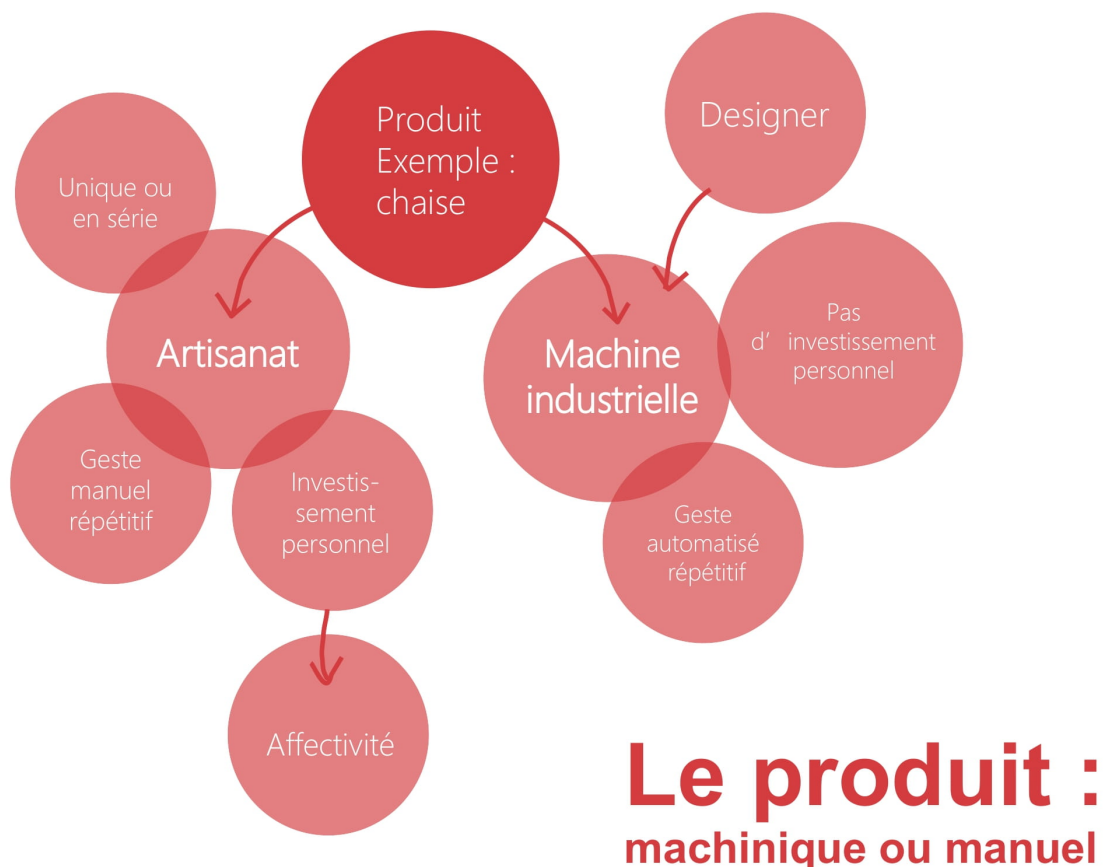 Produit
Exemple :
chaise
Designer
Unique ou
en série
Artisanat
Machine
industrielle
Pas
d’ investissement
personnel
Geste
manuel
répétitif
Investis-
sement
personnel
Geste
automatisé
répétitif
Affectivité
Le produit :
machinique ou manuel